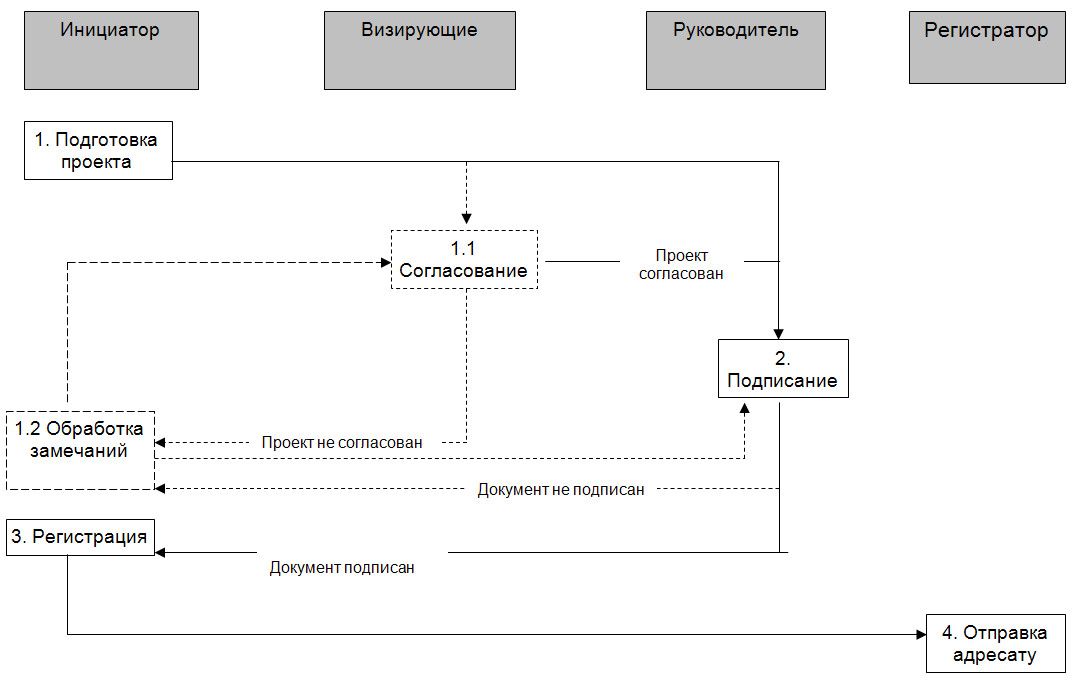 Инициатор
Визирующие
Руководитель
Регистратор
1. Подготовка
проекта
1.1
Согласование
Проект
согласован
2.
Подписание
1.2 Обработка
замечаний
Проект не согласован
Документ не подписан
3. Регистрация
Документ подписан
4. Отправка
адресату